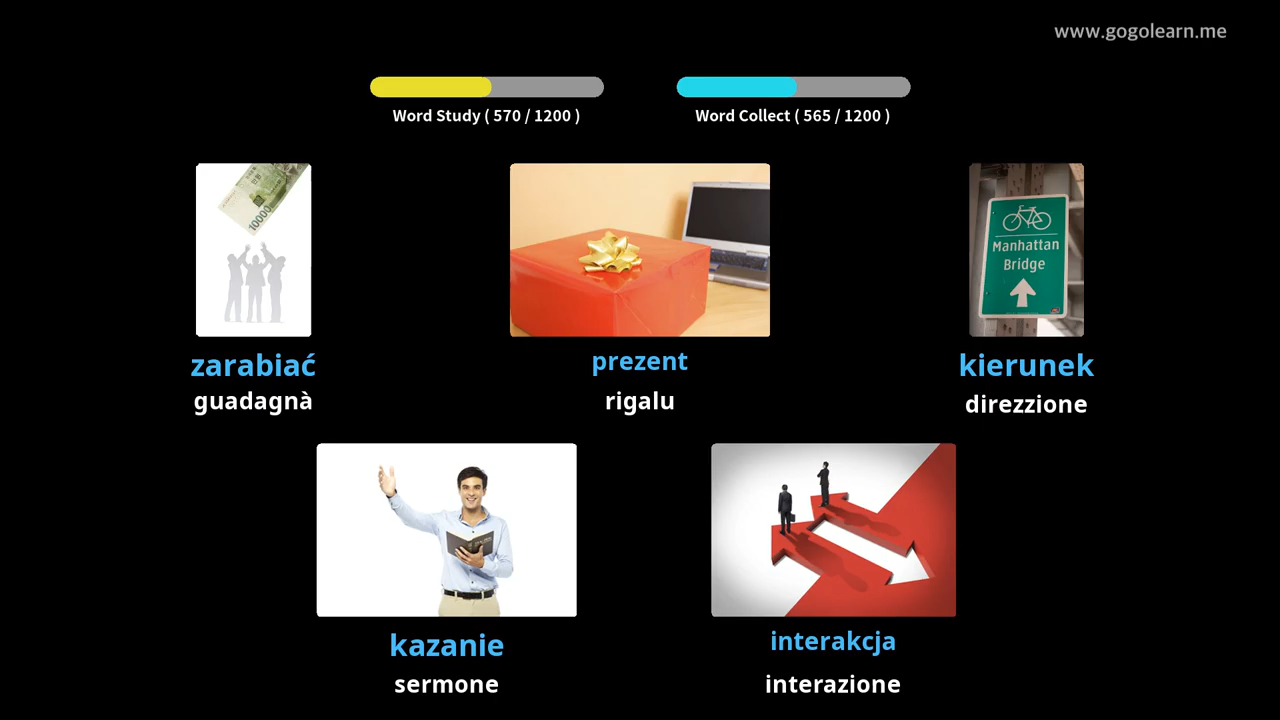 www.gogolearn.me
Word Study ( 570 / 1200 )
Word Collect ( 565 / 1200 )
10000
Manhattan
Bridge
zarabiać
guadagnà
prezent
rigalu
kierunek
direzzione
kazanie
sermone
interakcja
interazione